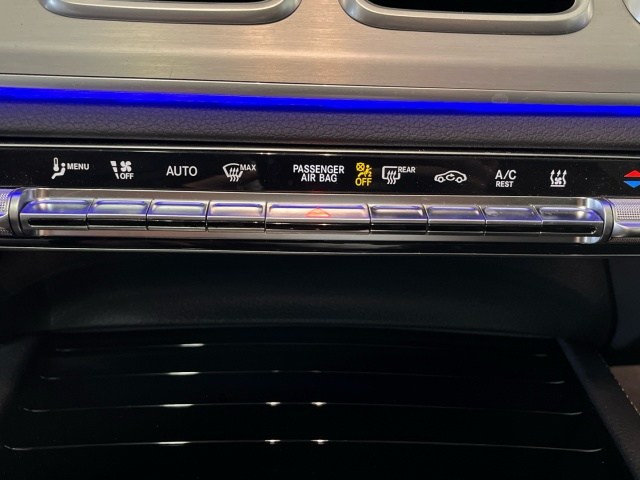 MENU
OFF
AUTO
MAX
PASSENGER
AIR BAG
OFF
REAR
A/C
REST